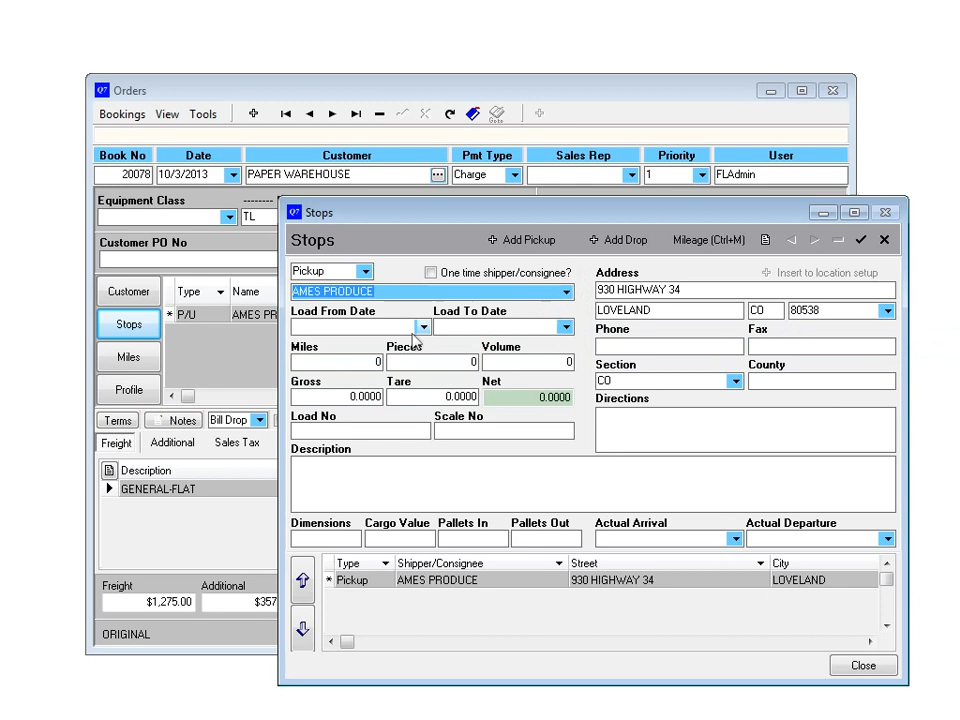 Q7 Orders
Bookings View Tools
Goto
Book No Date Customer Pmt Type Sales Rep Priority User
20078 10/3/2013 PAPER WAREHOUSE Charge 1 FLAdmin
Equipment Class --------
TL
Customer PO No
Customer Type Name
Stops * P/U AMES PR
Miles
Profile
Terms Notes Bill Drop
Freight Additional Sales Tax
Description
GENERAL-FLAT
Freight Additional
$1,275.00 $357
ORIGINAL
Q7 Stops
Stops Add Pickup Add Drop Mileage (Ctrl+M)
Pickup One time shipper/consignee? Address Insert to location setup
AMES PRODUCE 930 HIGHWAY 34
Load From Date Load To Date LOVELAND CO 80538
Phone Fax
Miles Pieces Volume
0 0 0 Section County
Gross Tare Net CO
0.0000 0.0000 0.0000 Directions
Load No Scale No
Description
Dimensions Cargo Value Pallets In Pallets Out Actual Arrival Actual Departure
Type Shipper/Consignee Street City
* Pickup AMES PRODUCE 930 HIGHWAY 34 LOVELAND
Close